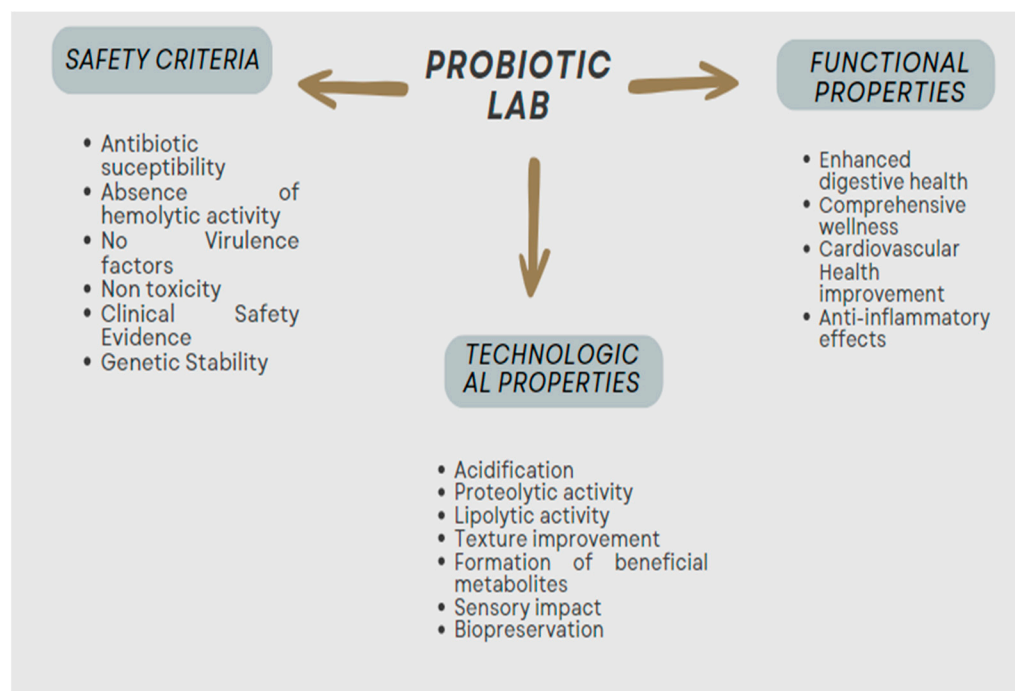 SAFETY CRITERIA
• Antibiotic
suceptibility
• Absence of
hemolytic activity
• No Virulence
factors
• Non toxicity
• Clinical Safety
Evidence
• Genetic Stability
PROBIOTIC
LAB
FUNCTIONAL
PROPERTIES
• Enhanced
digestive health
• Comprehensive
wellness
• Cardiovascular
Health
improvement
• Anti-inflammatory
effects
TECHNOLOGIC
AL PROPERTIES
• Acidification
• Proteolytic activity
• Lipolytic activity
• Texture improvement
• Formation of beneficial
metabolites
• Sensory impact
• Biopreservation